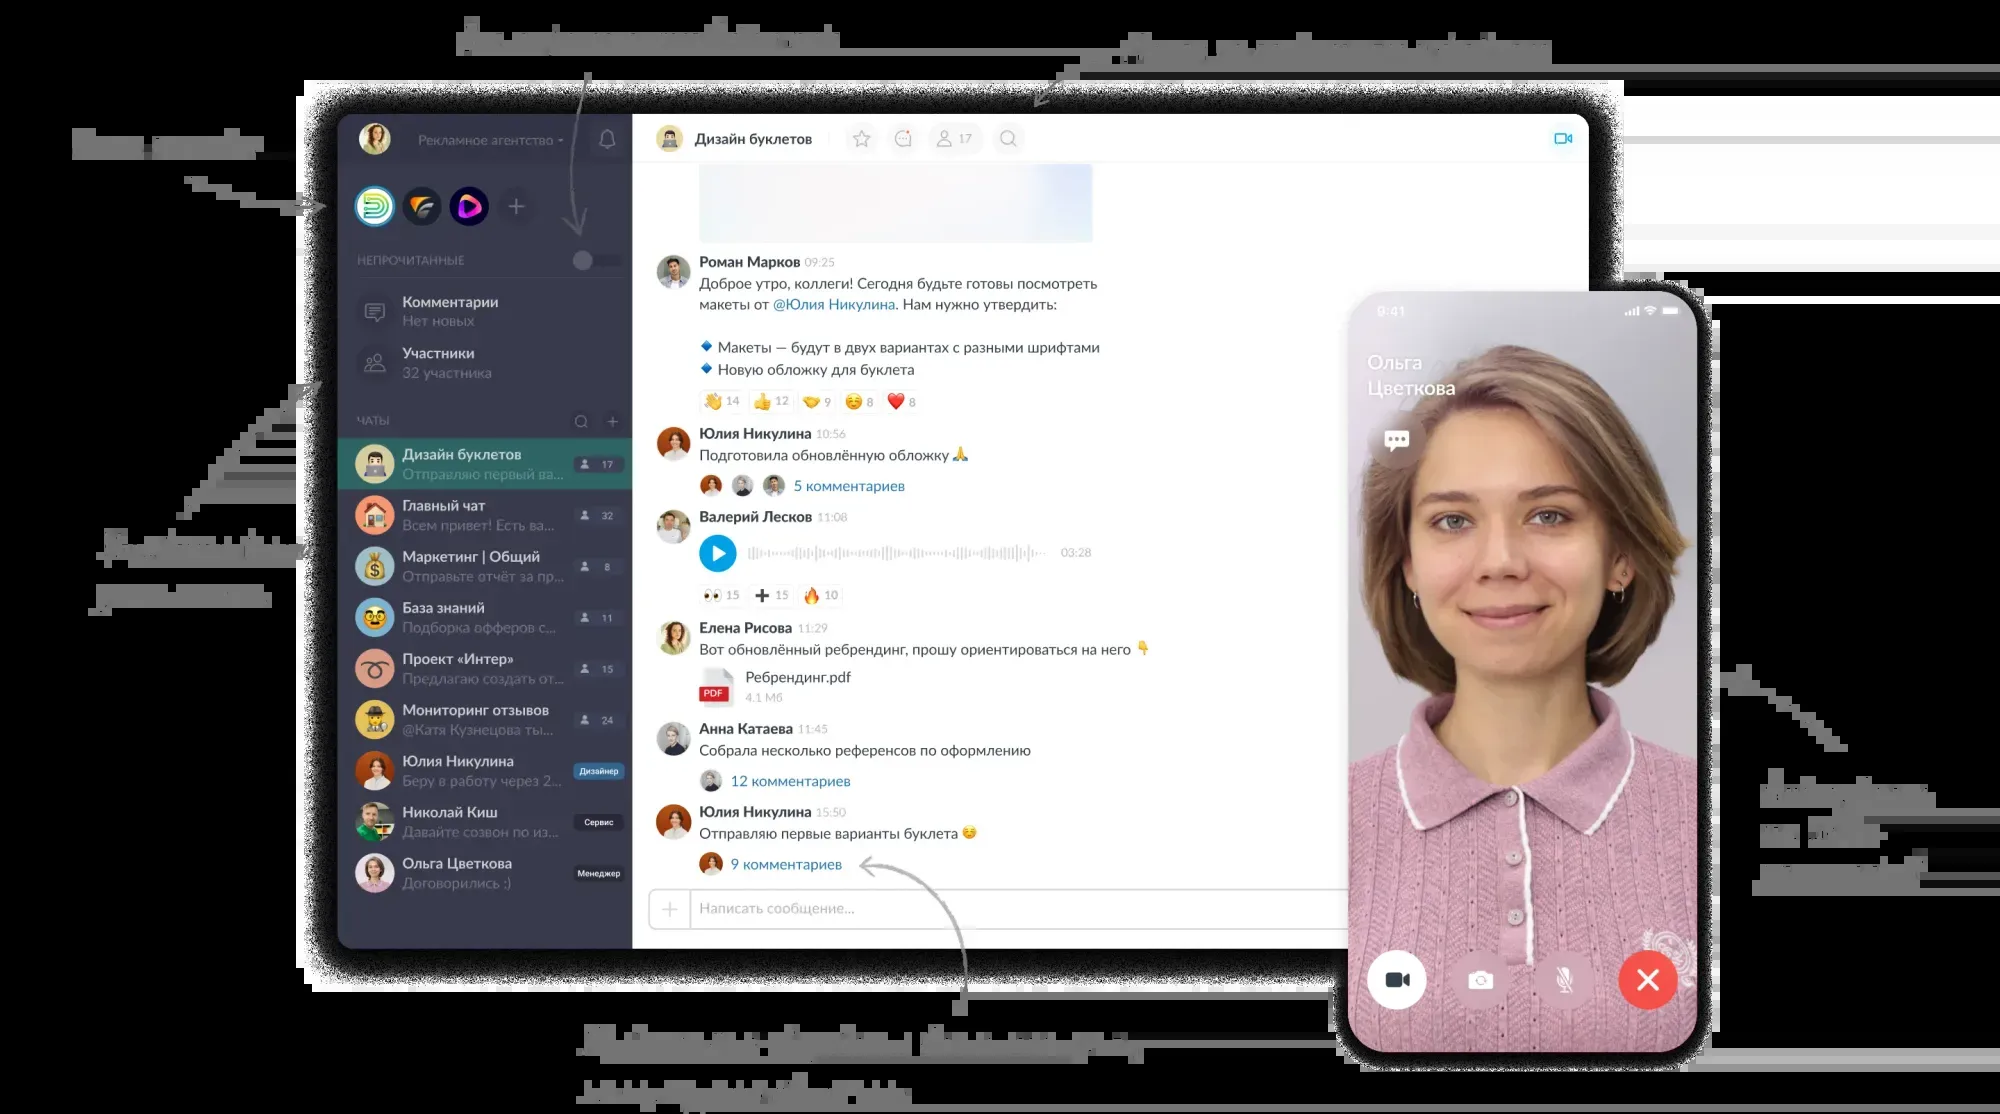 Рекламное агентство
НЕПРОЧИТАННЫЕ
Комментарии
Нет новых
Участники
32 участника
ЧАТЫ
Дизайн буклетов
Отправляю первый ва...
17
Главный чат
Всем привет! Есть ва...
32
Маркетинг | Общий
Отправьте отчёт за пр...
8
База знаний
Подборка офферов с...
11
Проект «Интер»
Предлагаю создать от...
15
Мониторинг отзывов
@Катя Кузнецова ты...
24
Юлия Никулина
Беру в работу через 2...
Дизайнер
Николай Киш
Давайте созвон по из...
Сервис
Ольга Цветкова
Договорились ;)
Менеджер
Дизайн буклетов 17
Роман Марков 09:25
Доброе утро, коллеги! Сегодня будьте готовы посмотреть
макеты от @Юлия Никулина. Нам нужно утвердить:
Макеты — будут в двух вариантах с разными шрифтами
Новую обложку для буклета
14 12 9 8 8
Юлия Никулина 10:56
Подготовила обновлённую обложку
5 комментариев
Валерий Лесков 11:08
03:28
15 15 10
Елена Рисова 11:29
Вот обновлённый ребрендинг, прошу ориентироваться на него
PDF
Ребрендинг.pdf
4.1 Мб
Анна Катаева 11:45
Собрала несколько референсов по оформлению
12 комментариев
Юлия Никулина 15:50
Отправляю первые варианты буклета
9 комментариев
Написать сообщение...
9:41
Ольга
Цветкова